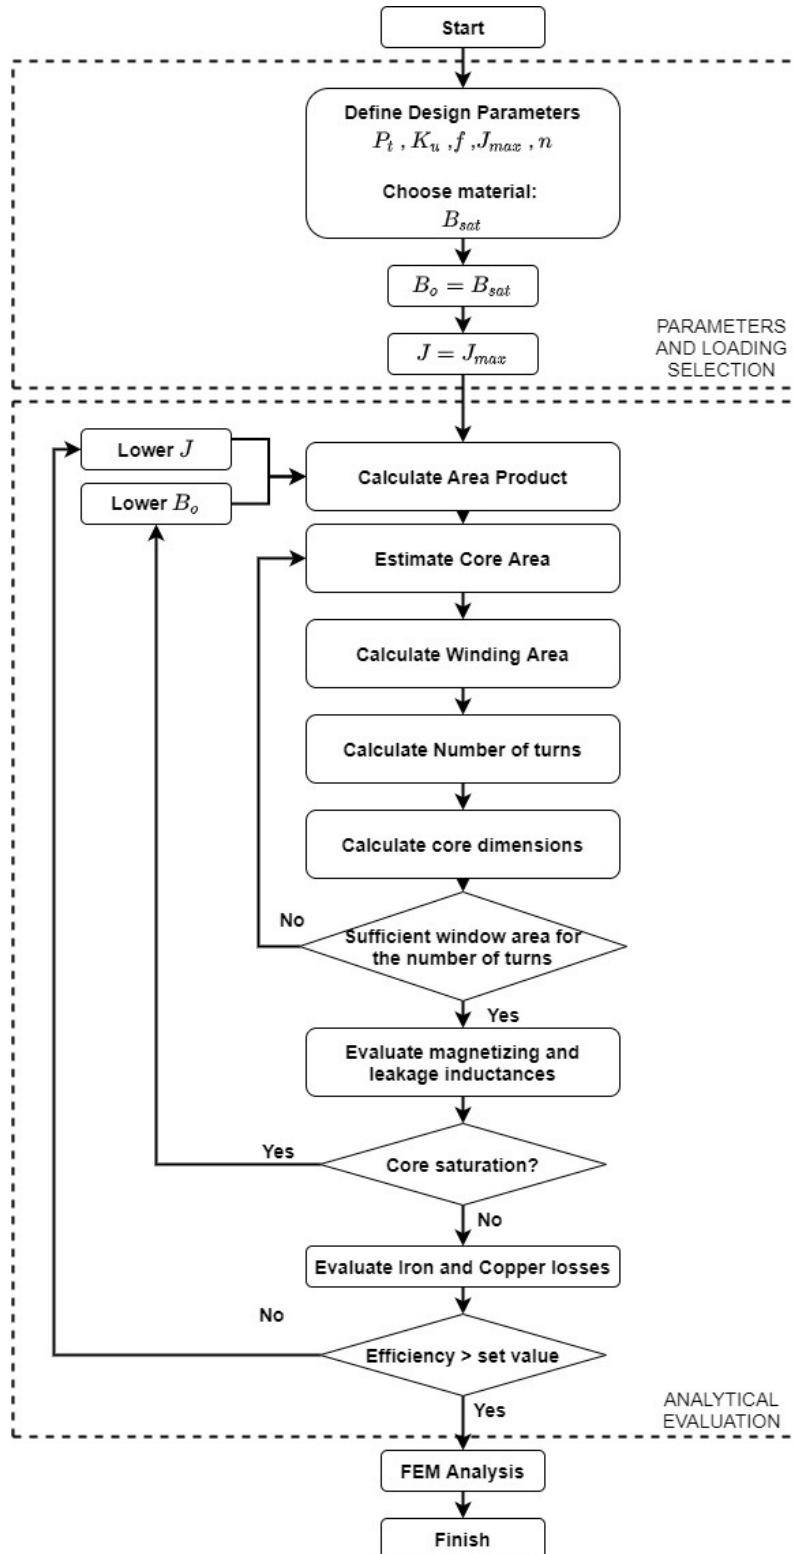 Start
Define Design Parameters
P_t , K_u ,f ,J_max , n
Choose material:
B_sat
B_o = B_sat
J = J_max
PARAMETERS
AND LOADING
SELECTION
Lower J
Lower B_o
Calculate Area Product
Estimate Core Area
Calculate Winding Area
Calculate Number of turns
Calculate core dimensions
No
Sufficient window area for
the number of turns
Yes
Evaluate magnetizing and
leakage inductances
Yes
Core saturation?
No
Evaluate Iron and Copper losses
No
Efficiency > set value
Yes
ANALYTICAL
EVALUATION
FEM Analysis
Finish